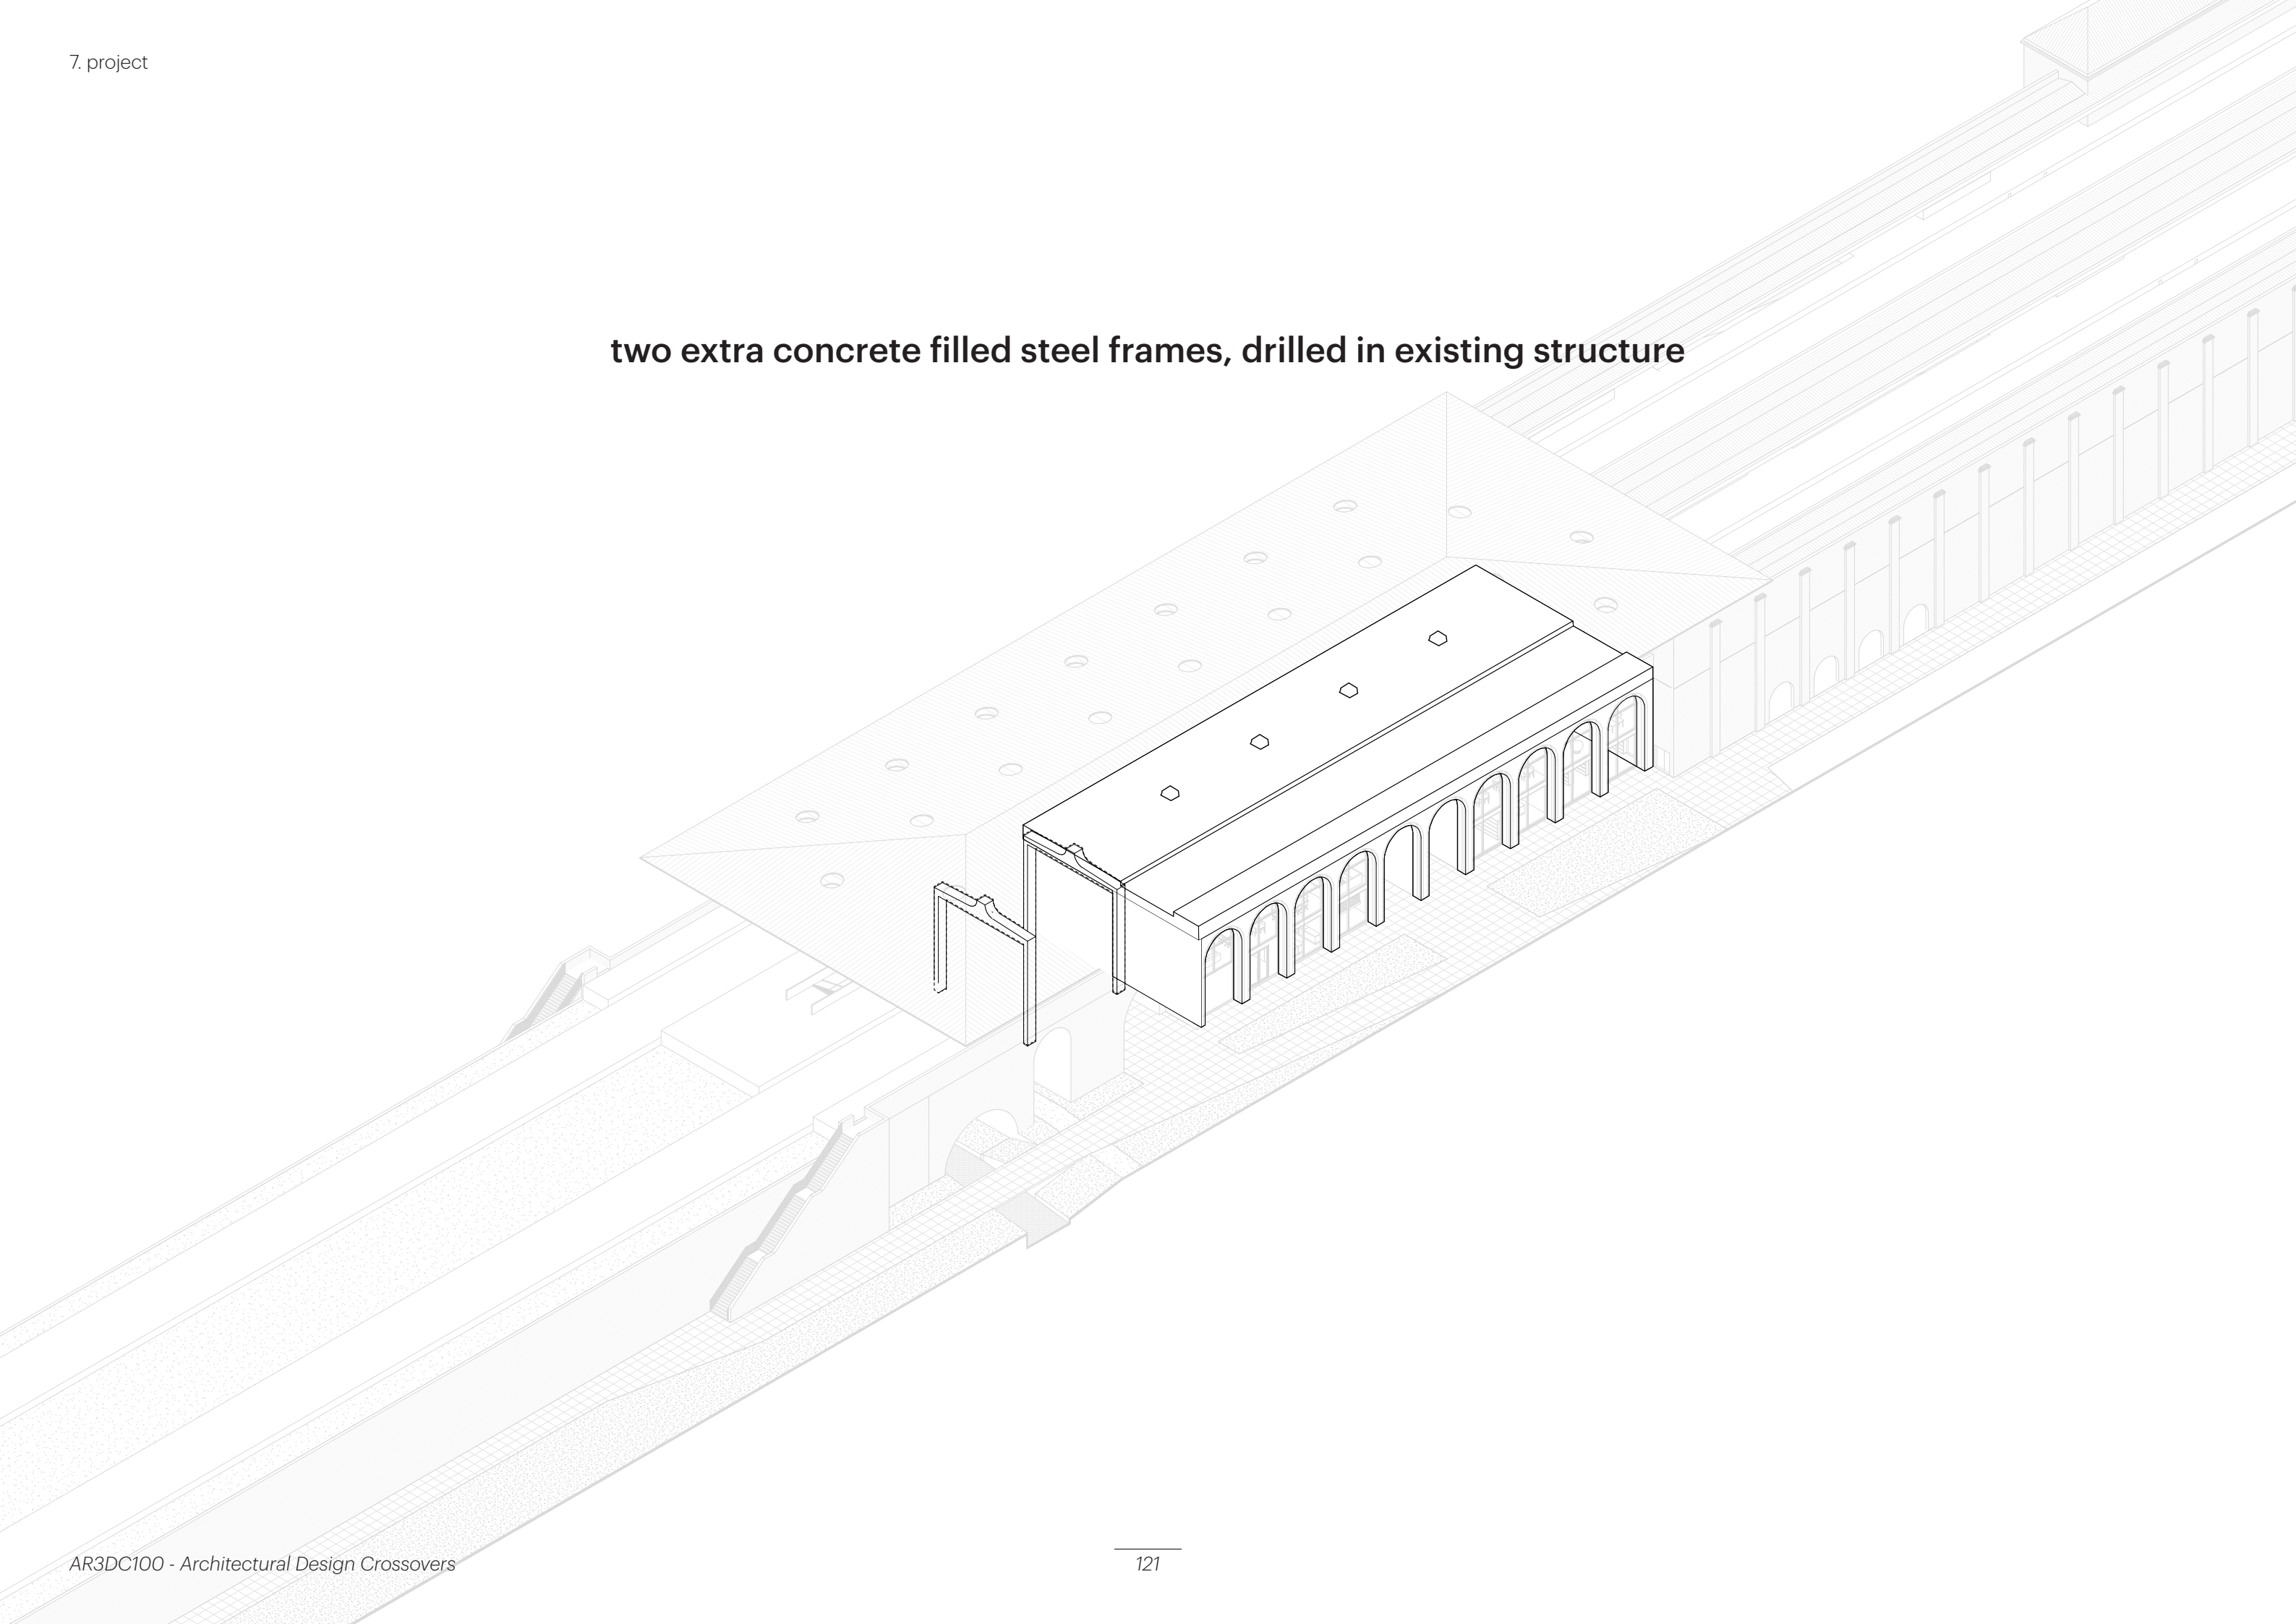 7. project
two extra concrete filled steel frames, drilled in existing structure
AR3DC100 - Architectural Design Crossovers
121